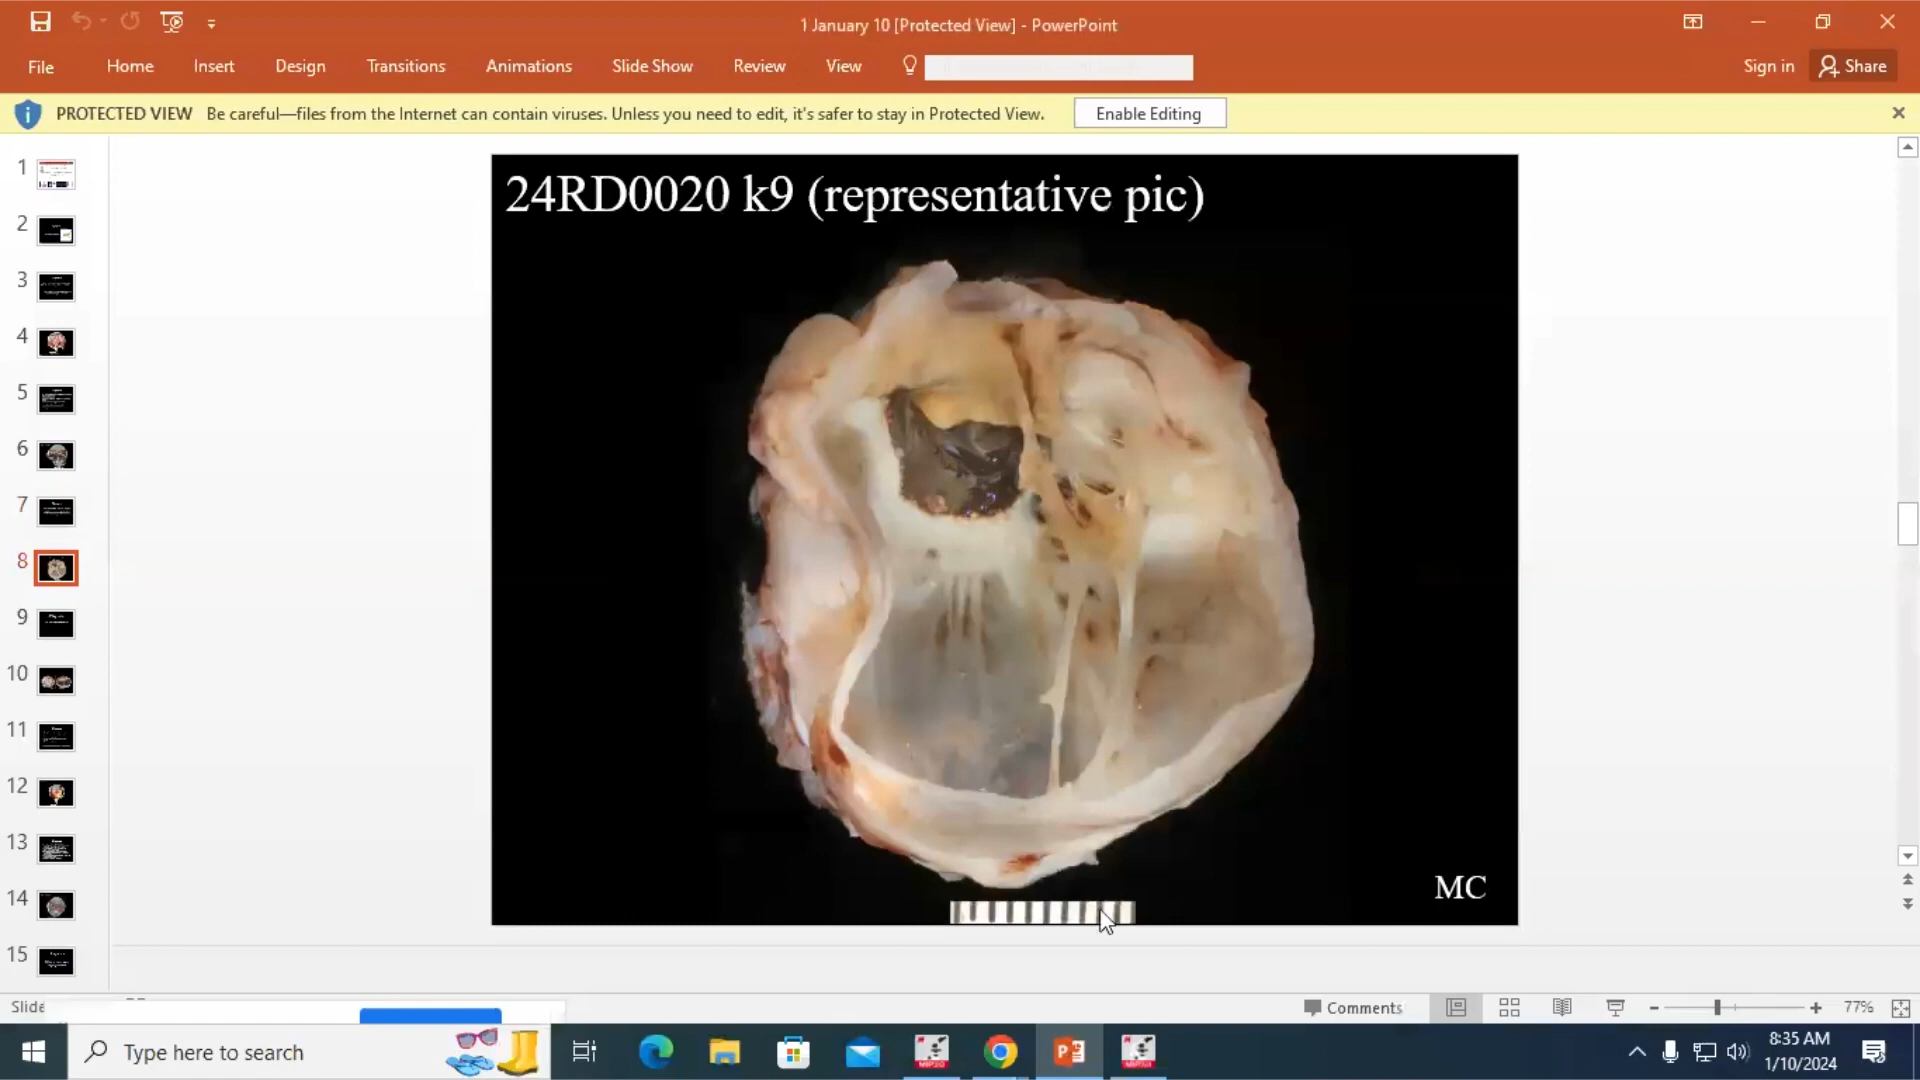 1 January 10 [Protected View] - PowerPoint
File Home Insert Design Transitions Animations Slide Show Review View Sign in Share
PROTECTED VIEW Be careful—files from the Internet can contain viruses. Unless you need to edit, it's safer to stay in Protected View. Enable Editing
1
2
3
4
5
6
7
8
9
10
11
12
13
14
15
24RD0020 k9 (representative pic)
MC
Slide
Comments 77%
Type here to search
8:35 AM
1/10/2024